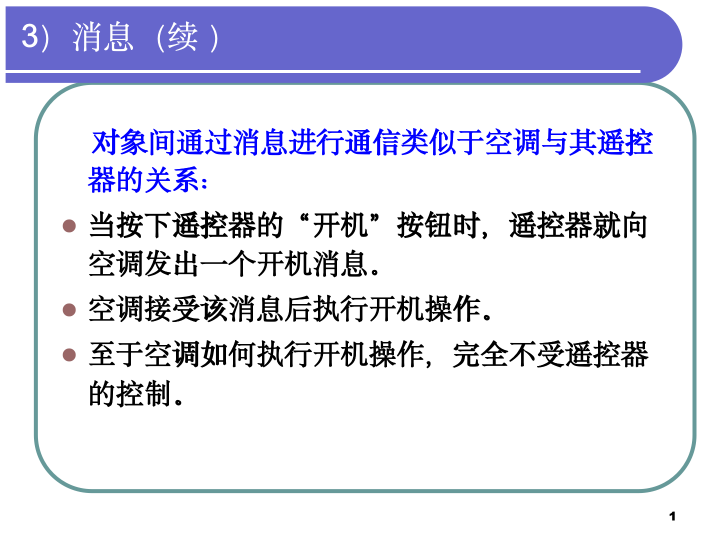 3）消息（续 ）
对象间通过消息进行通信类似于空调与其遥控
器的关系：
当按下遥控器的“开机”按钮时，遥控器就向
空调发出一个开机消息。
空调接受该消息后执行开机操作。
至于空调如何执行开机操作，完全不受遥控器
的控制。
1